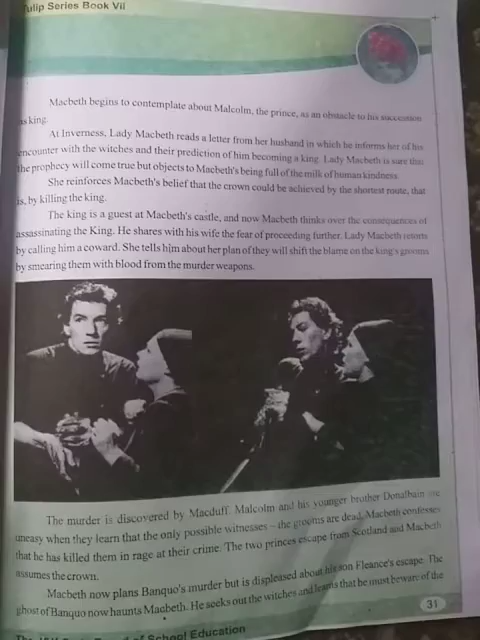 Tulip Series Book VII
Macbeth begins to contemplate about Malcolm, the prince, as an obstacle to his succession
as king.
At Inverness, Lady Macbeth reads a letter from her husband in which he informs her of his
encounter with the witches and their prediction of him becoming a king. Lady Macbeth is sure that
the prophecy will come true but objects to Macbeth's being full of the milk of human kindness.
She reinforces Macbeth's belief that the crown could be achieved by the shortest route, that
is, by killing the king.
The king is a guest at Macbeth's castle, and now Macbeth thinks over the consequences of
assassinating the King. He shares with his wife the fear of proceeding further. Lady Macbeth retorts
by calling him a coward. She tells him about her plan of they will shift the blame on the king's grooms
by smearing them with blood from the murder weapons.
The murder is discovered by Macduff. Malcolm and his younger brother Donalbain are
uneasy when they learn that the only possible witnesses – the grooms are dead. Macbeth confesses
that he has killed them in rage at their crime. The two princes escape from Scotland and Macbeth
assumes the crown.
Macbeth now plans Banquo's murder but is displeased about his son Fleance's escape. The
ghost of Banquo now haunts Macbeth. He seeks out the witches and learns that he must beware of the
31
The of School Education